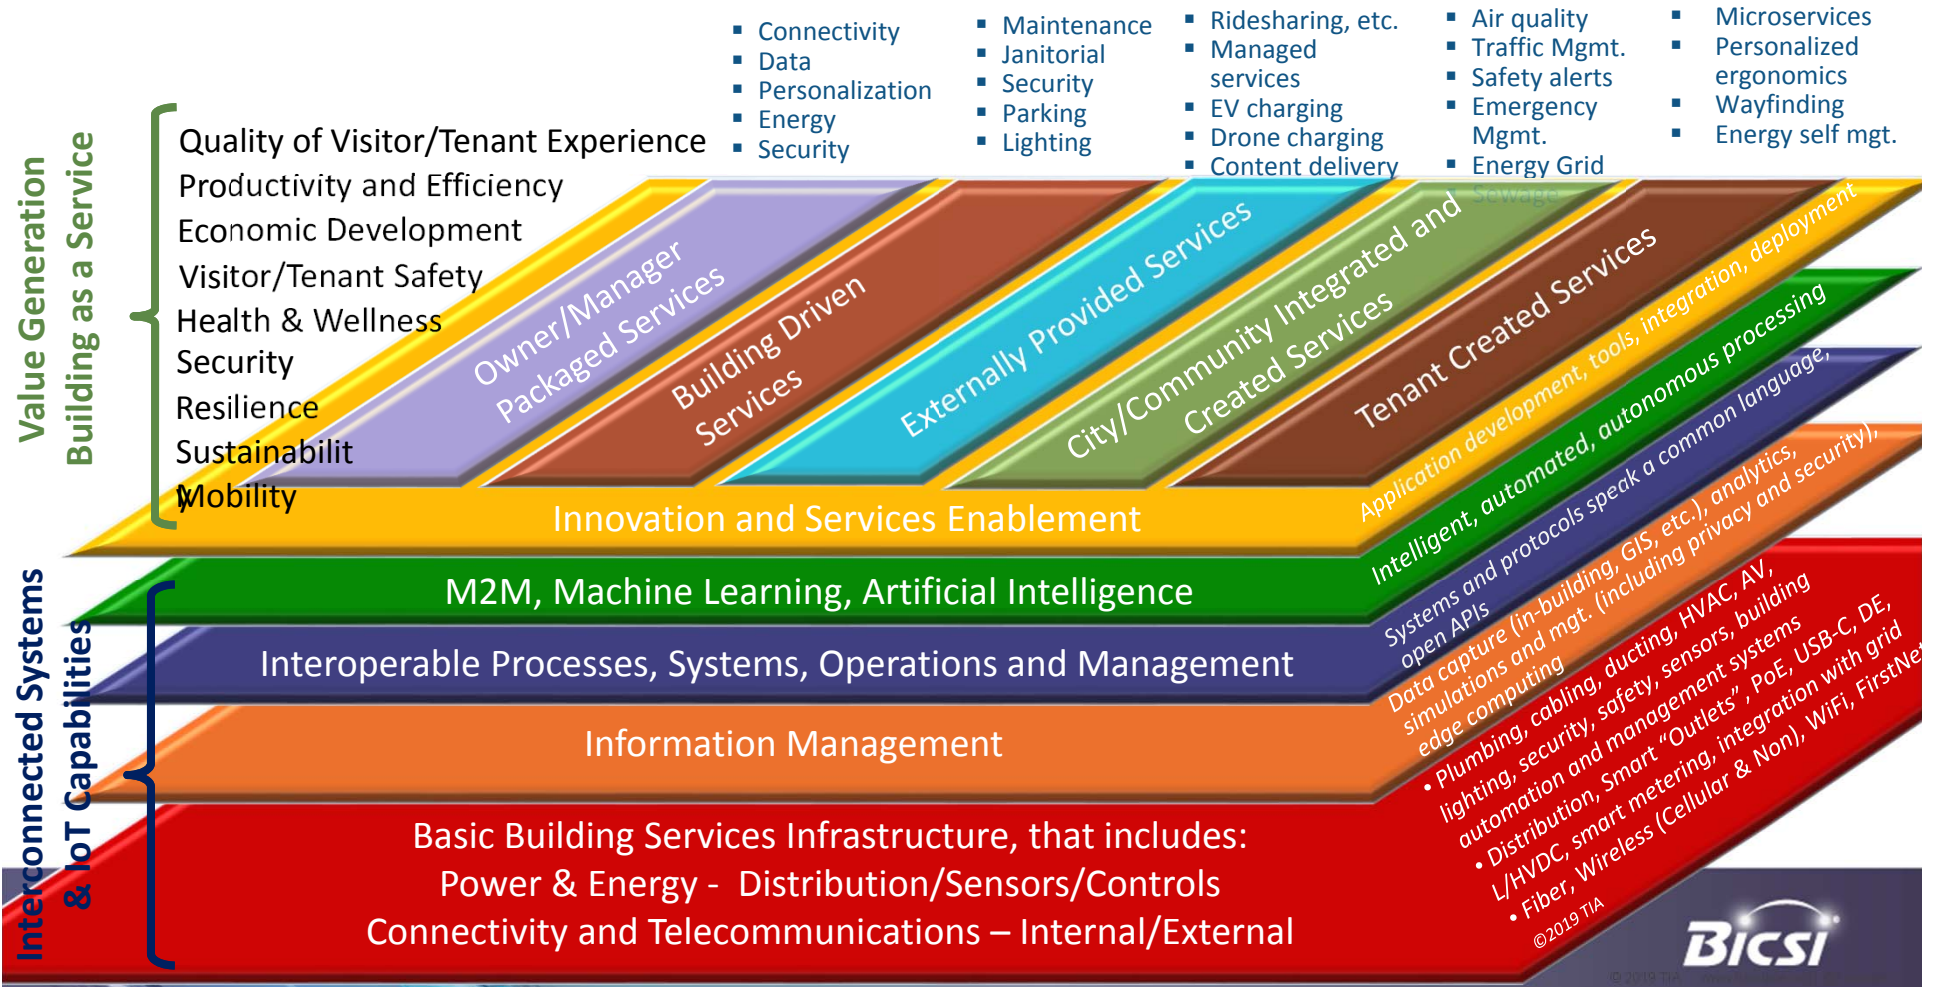 Connectivity
Data
Personalization
Energy
Security
Maintenance
Janitorial
Security
Parking
Lighting
Ridesharing, etc.
Managed
services
EV charging
Drone charging
Content delivery
Air quality
Traffic Mgmt.
Safety alerts
Emergency
Mgmt.
Energy Grid
Sewage
Microservices
Personalized
ergonomics
Wayfinding
Energy self mgt.
Value Generation
Building as a Service
Quality of Visitor/Tenant Experience
Productivity and Efficiency
Economic Development
Visitor/Tenant Safety
Health & Wellness
Security
Resilience
Sustainabilit
y
Mobility
Owner/Manager
Packaged Services
Building Driven
Services
Externally Provided Services
City/Community Integrated and
Created Services
Tenant Created Services
Innovation and Services Enablement
Application development, tools, integration, deployment
Interconnected Systems
& IoT Capabilities
M2M, Machine Learning, Artificial Intelligence
Intelligent, automated, autonomous processing
Interoperable Processes, Systems, Operations and Management
Systems and protocols speak a common language,
open APIs
Information Management
Data capture (in-building, GIS, etc.), analytics,
simulations and mgt. (including privacy and security),
edge computing
Basic Building Services Infrastructure, that includes:
Power & Energy - Distribution/Sensors/Controls
Connectivity and Telecommunications – Internal/External
• Plumbing, cabling, ducting, HVAC, AV,
lighting, security, safety, sensors, building
automation and management systems
• Distribution, Smart “Outlets”, PoE, USB-C, DE,
L/HVDC, smart metering, integration with grid
• Fiber, Wireless (Cellular & Non), WiFi, FirstNet
©2019 TIA
Bicsi
© 2019 TIA